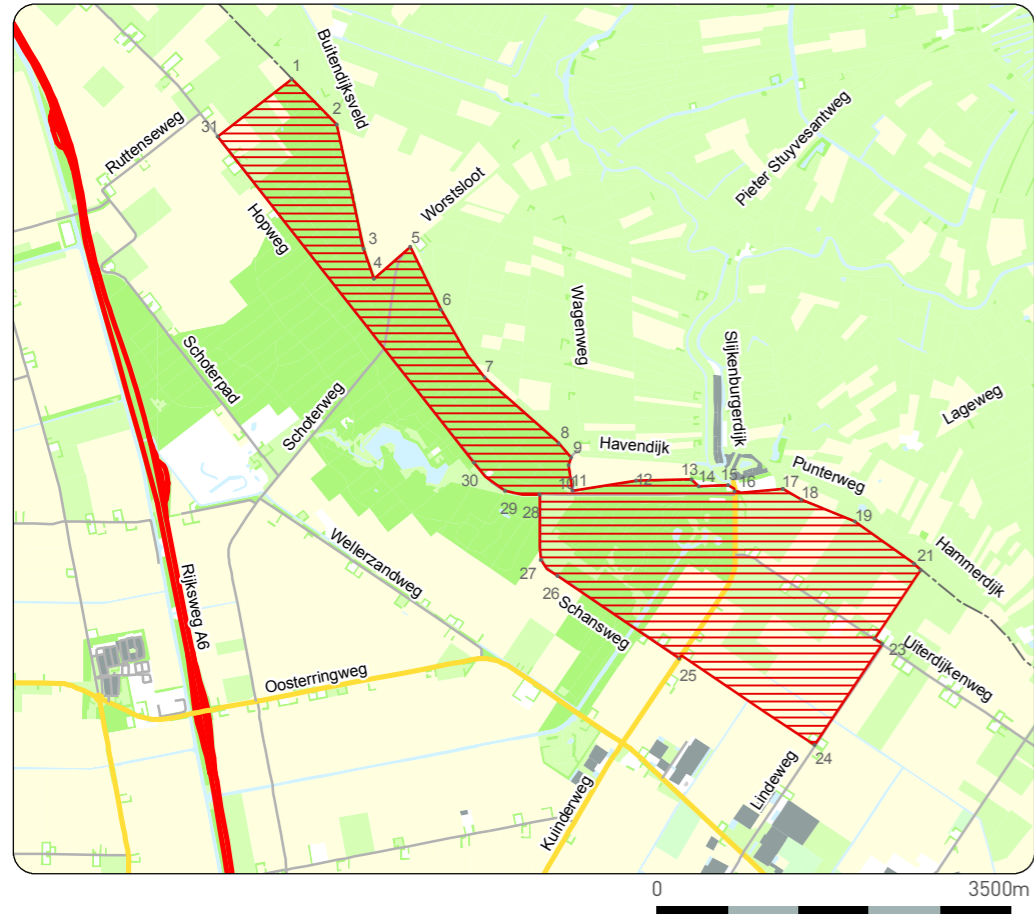 1
Buitendijksveld
2
31
Ruttenseweg
Pieter Stuyvesantweg
Worstsloot
Hopweg
3
5
4
6
Wagenweg
Slijkenburgerdijk
Schoterpad
7
Schoterweg
Lageweg
8
Havendijk
9
30
10
11
12
13
14
15
16
Punterweg
17
18
29
28
19
Wellerzandweg
Hammerdijk
21
27
26
Rijksweg A6
Schansweg
Uiterdijkenweg
23
25
Oosterringweg
24
Lindeweg
Kuinderweg
0
3500m